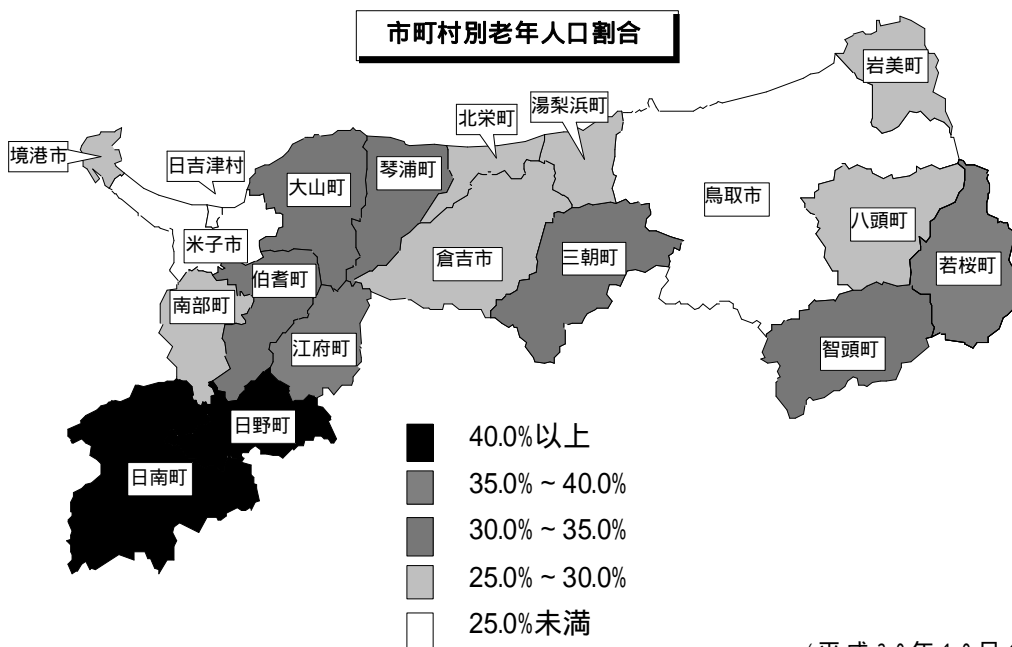 市町村別老年人口割合
岩美町
湯梨浜町
北栄町
境港市
日吉津村
琴浦町
大山町
鳥取市
八頭町
米子市
倉吉市
三朝町
若桜町
伯耆町
南部町
江府町
智頭町
日野町
日南町
40.0%以上
35.0%~40.0%
30.0%~35.0%
25.0%~30.0%
25.0%未満